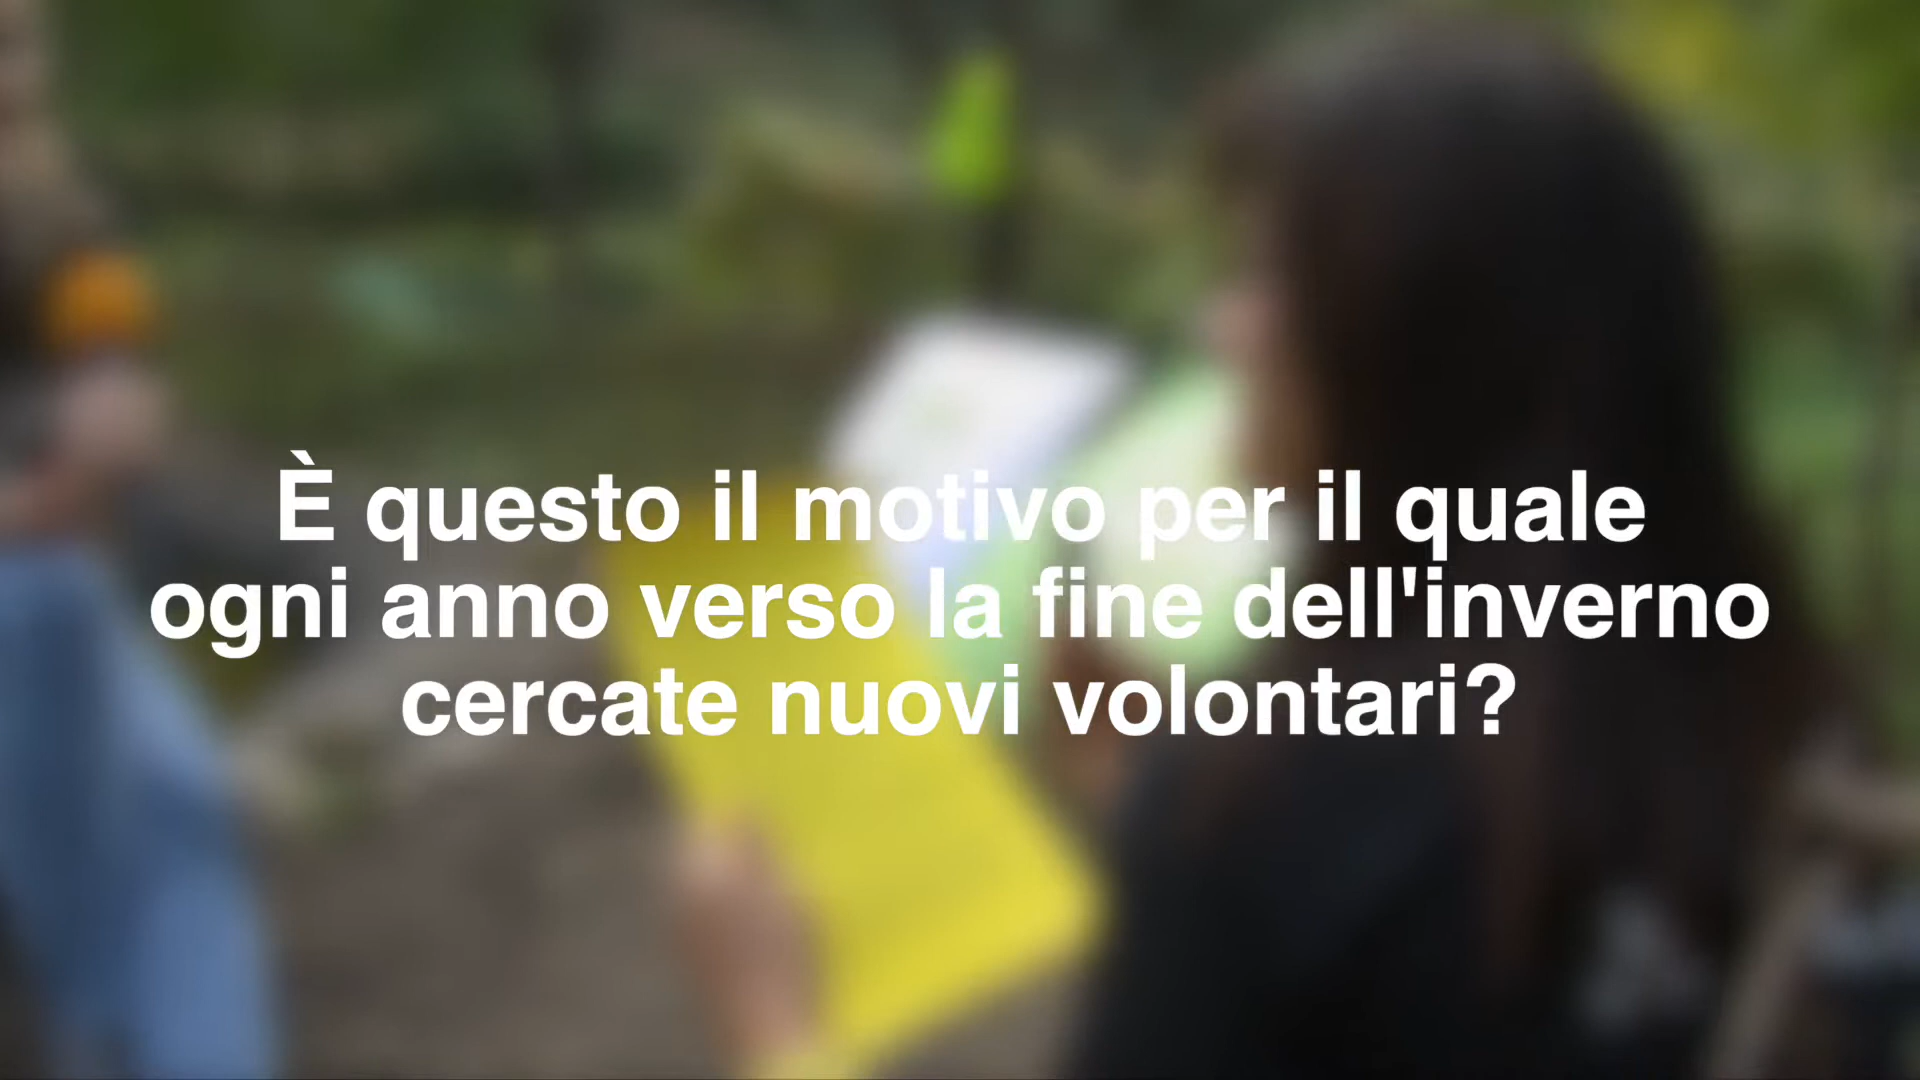 È questo il motivo per il quale
ogni anno verso la fine dell'inverno
cercate nuovi volontari?